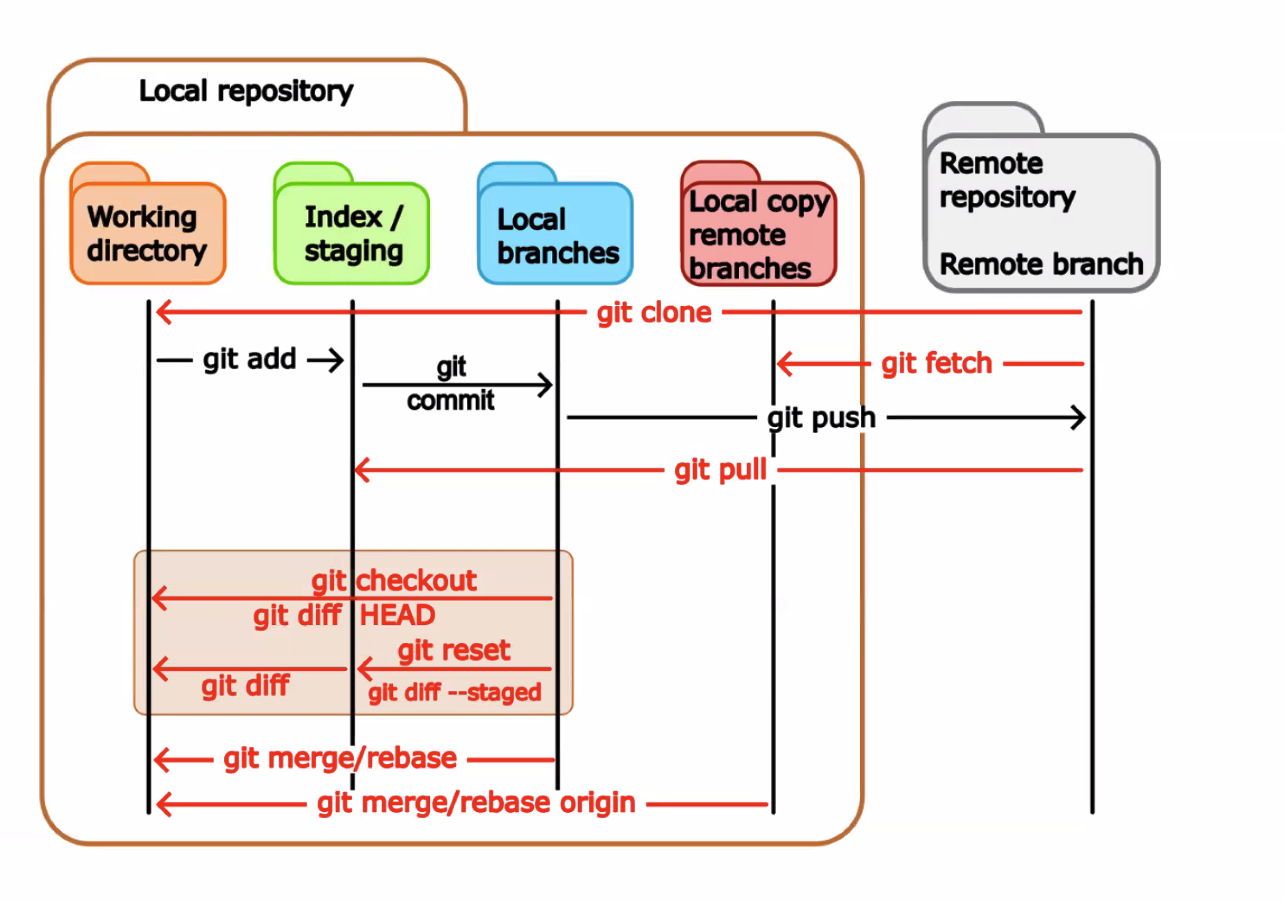 Local repository
Working
directory
Index /
staging
Local
branches
Local copy
remote
branches
Remote
repository
Remote branch
git clone
git add
git
commit
git fetch
git push
git pull
git checkout
git diff HEAD
git reset
git diff
git diff --staged
git merge/rebase
git merge/rebase origin